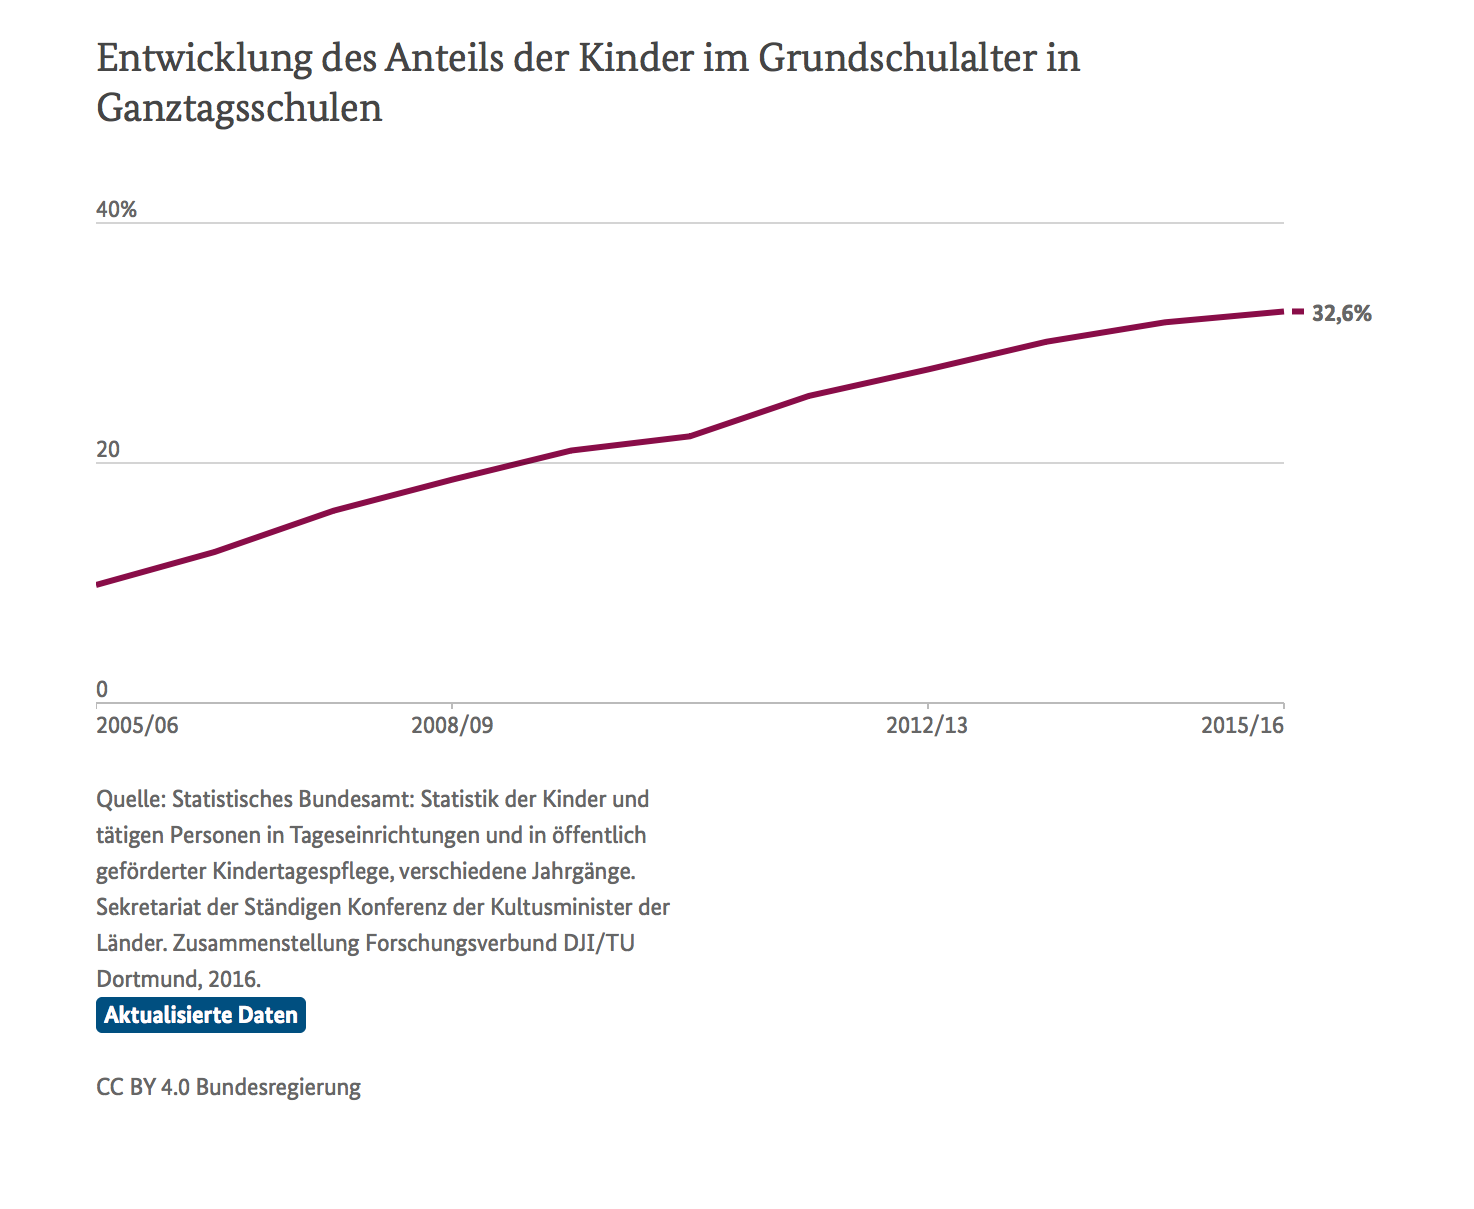 Entwicklung des Anteils der Kinder im Grundschulalter in
Ganztagsschulen
40%
32,6%
20
0
2005/06 2008/09 2012/13 2015/16
Quelle: Statistisches Bundesamt: Statistik der Kinder und
tätigen Personen in Tageseinrichtungen und in öffentlich
geförderter Kindertagespflege, verschiedene Jahrgänge.
Sekretariat der Ständigen Konferenz der Kultusminister der
Länder. Zusammenstellung Forschungsverbund DJI/TU
Dortmund, 2016.
Aktualisierte Daten
CC BY 4.0 Bundesregierung